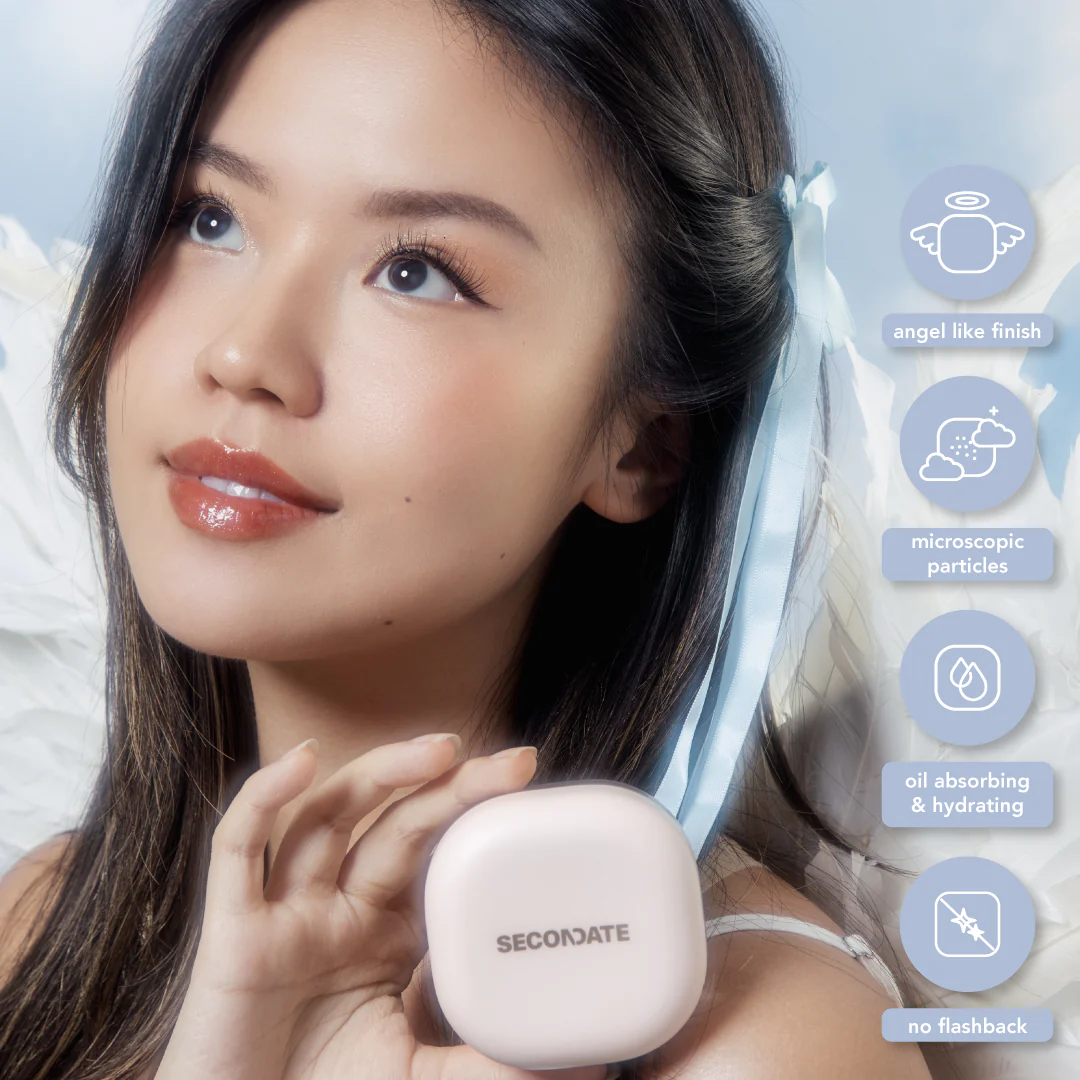 angel like finish
microscopic
particles
oil absorbing
& hydrating
SECONDATE
no flashback